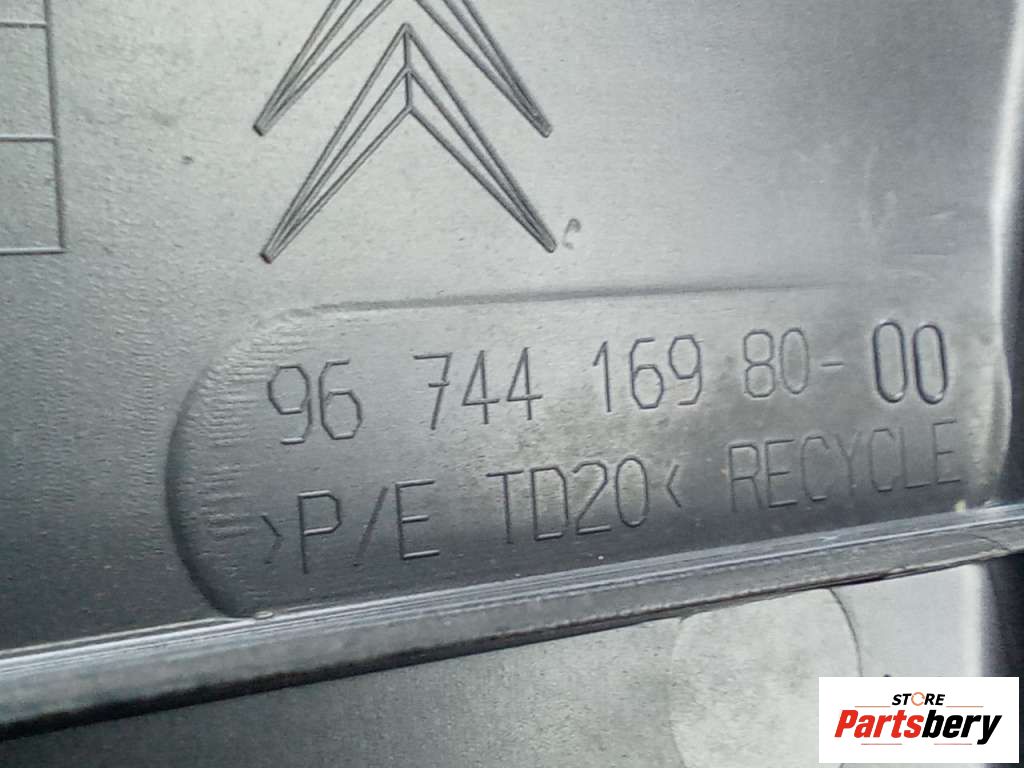 96 744 169 80-00
>P/E TD20< RECYCLE
STORE
Partsbery